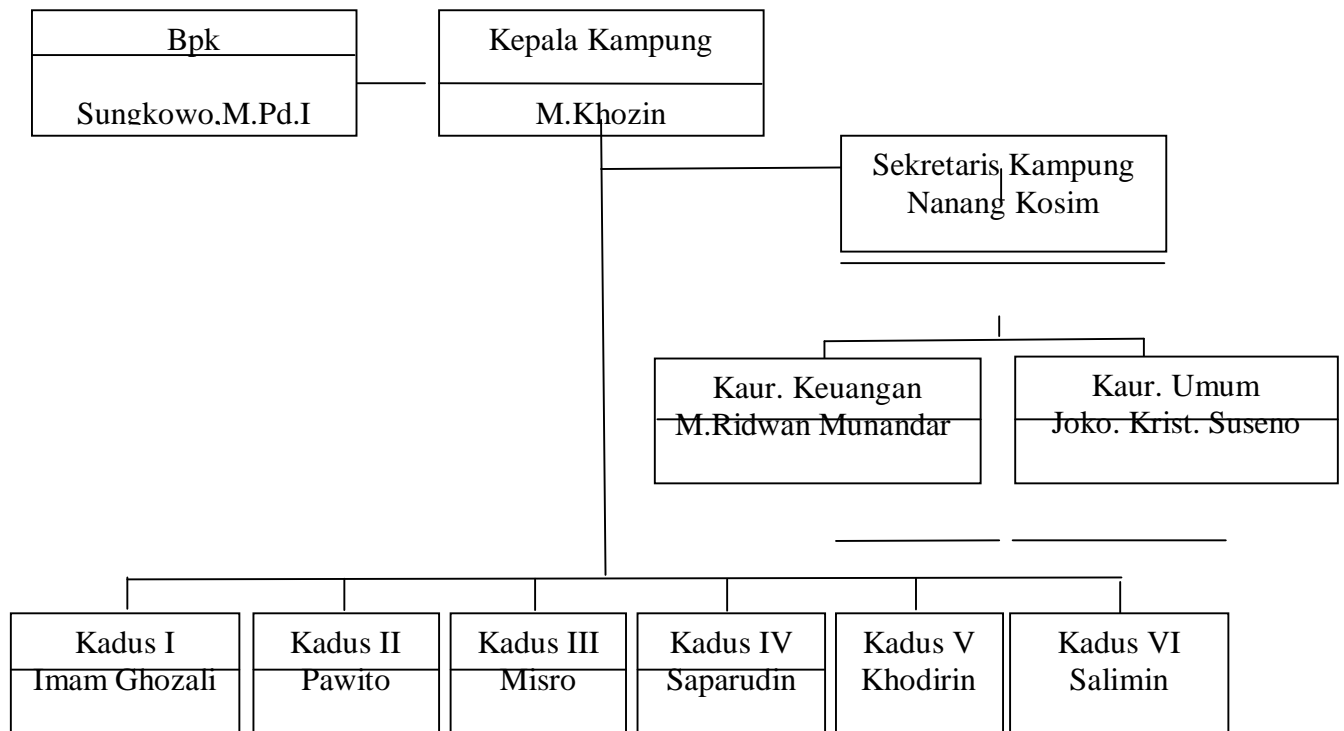 Bpk
Sungkowo,M.Pd.I
Kepala Kampung
M.Khozin
Sekretaris Kampung
Nanang Kosim
Kaur. Keuangan
M.Ridwan Munandar
Kaur. Umum
Joko. Krist. Suseno
Kadus I
Imam Ghozali
Kadus II
Pawito
Kadus III
Misro
Kadus IV
Saparudin
Kadus V
Khodirin
Kadus VI
Salimin